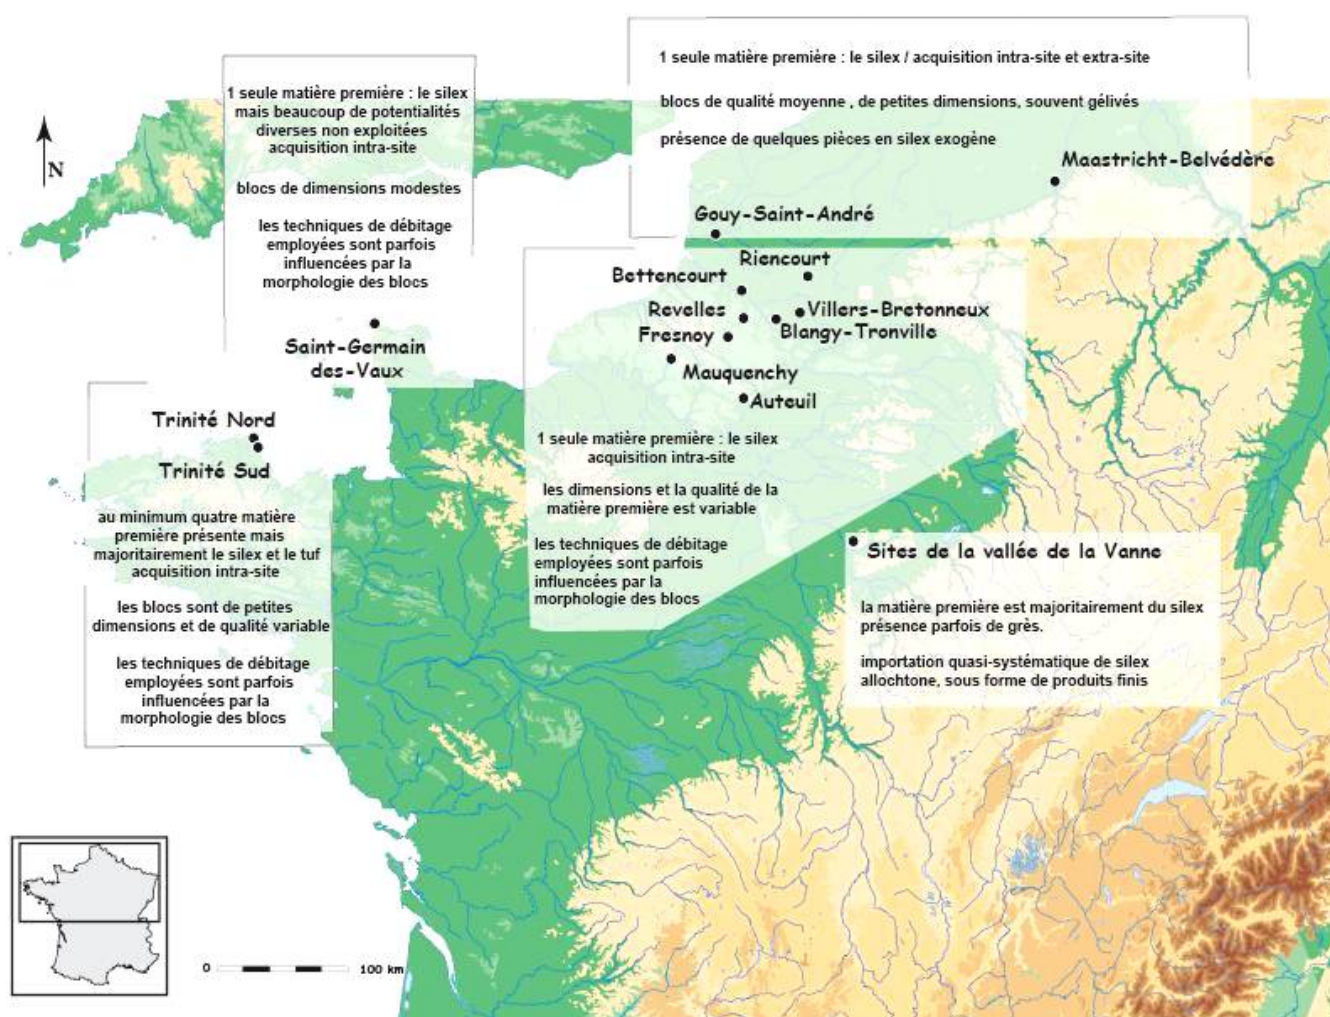 1 seule matière première : le silex
mais beaucoup de potentialités
diverses non exploitées
acquisition intra-site
blocs de dimensions modestes
les techniques de débitage
employées sont parfois
influencées par la
morphologie des blocs
1 seule matière première : le silex / acquisition intra-site et extra-site
blocs de qualité moyenne , de petites dimensions, souvent gélivés
présence de quelques pièces en silex exogène
Maastricht-Belvédère
Gouy-Saint-André
N
Riencourt
Bettencourt
Revelles
Villers-Bretonneux
Fresnoy
Blangy-Tronville
Mauquenchy
Auteuil
Saint-Germain
des-Vaux
Trinité Nord
Trinité Sud
au minimum quatre matière
première présente mais
majoritairement le silex et le tuf
acquisition intra-site
les blocs sont de petites
dimensions et de qualité variable
les techniques de débitage
employées sont parfois
influencées par la
morphologie des blocs
1 seule matière première : le silex
acquisition intra-site
les dimensions et la qualité de la
matière première est variable
les techniques de débitage
employées sont parfois
influencées par la
morphologie des blocs
Sites de la vallée de la Vanne
la matière première est majoritairement du silex
présence parfois de grès.
importation quasi-systématique de silex
allochtone, sous forme de produits finis
0 100 km